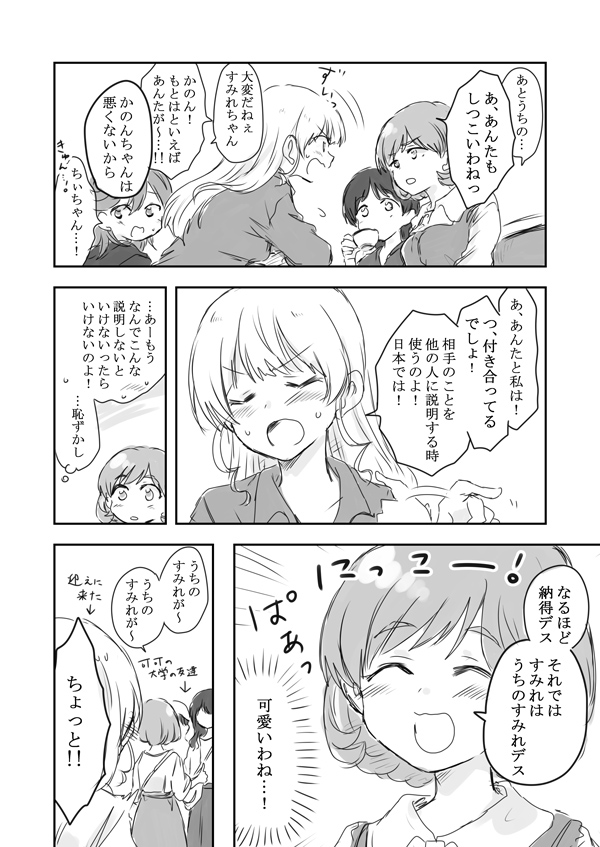 あとうちの…
あ、あんたも
しつこいわねっ
ずいっ
大変だねぇ
すみれちゃん
かのん！
もとはといえば
あんたが〜…!!
かのんちゃんは
悪くないから
きゅん…!
ちぃちゃん…！
あ、あんたと私は！
つ、付き合ってる
でしょ！
相手のことを
他の人に説明する時
使うのよ！
日本では！
…あーもう
なんでこんな
説明しないと
いけないったら
いけないのよ！
…恥ずかし
にっこーー！
ぱあっ
なるほど
納得デス
それでは
すみれは
うちのすみれデス
可愛いわね…！
うちの
すみれが〜
うちの
すみれが〜
迎えに
来た
可可の
大学の友達
ちょっと!!